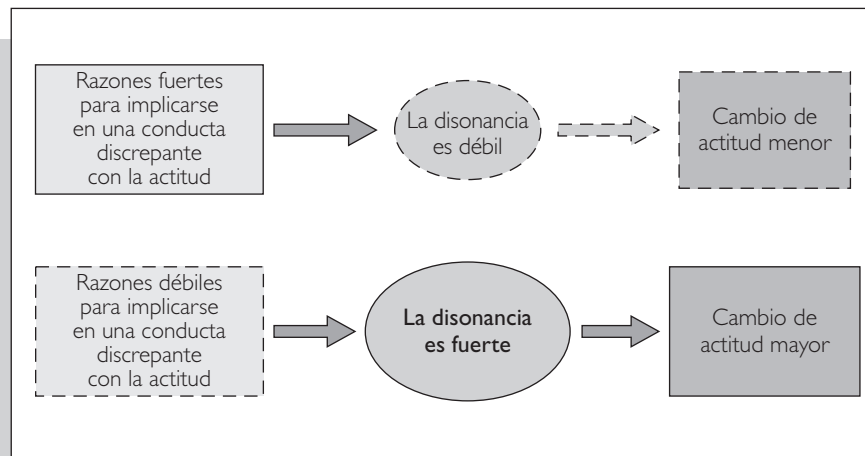 Razones fuertes
para implicarse
en una conducta
discrepante
con la actitud
La disonancia
es débil
Cambio de
actitud menor
Razones débiles
para implicarse
en una conducta
discrepante
con la actitud
La disonancia
es fuerte
Cambio de
actitud mayor